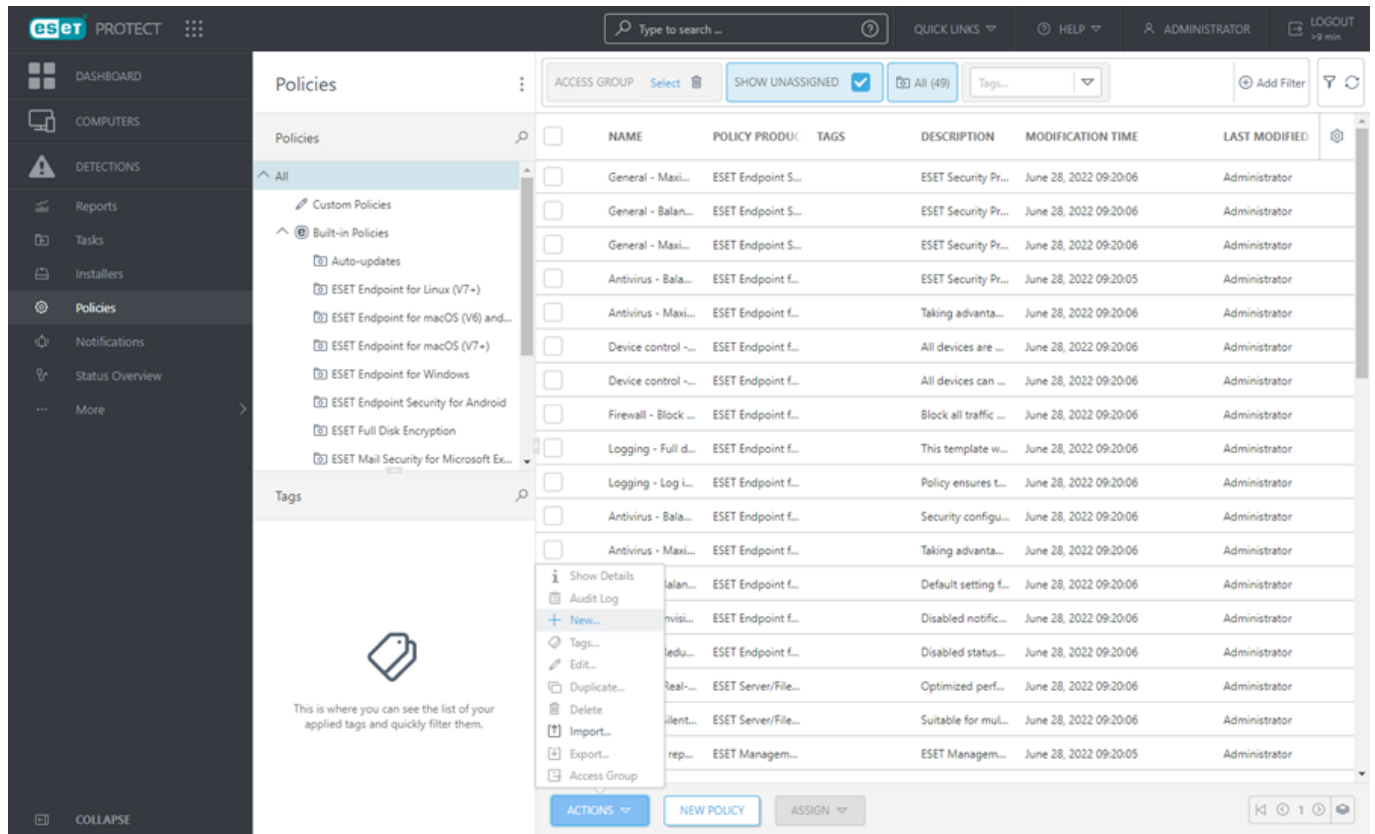 eset PROTECT
Type to search ...
QUICK LINKS
HELP
ADMINISTRATOR
LOGOUT
>9 min
DASHBOARD
COMPUTERS
DETECTIONS
Reports
Tasks
Installers
Policies
Notifications
Status Overview
More
COLLAPSE
Policies
Policies
All
Custom Policies
Built-in Policies
Auto-updates
ESET Endpoint for Linux (V7+)
ESET Endpoint for macOS (V6) and...
ESET Endpoint for macOS (V7+)
ESET Endpoint for Windows
ESET Endpoint Security for Android
ESET Full Disk Encryption
ESET Mail Security for Microsoft Ex...
Tags
This is where you can see the list of your
applied tags and quickly filter them.
ACCESS GROUP Select SHOW UNASSIGNED All (49) Tags... Add Filter
NAME POLICY PRODUC TAGS DESCRIPTION MODIFICATION TIME LAST MODIFIED
General - Maxi... ESET Endpoint S... ESET Security Pr... June 28, 2022 09:20:06 Administrator
General - Balan... ESET Endpoint S... ESET Security Pr... June 28, 2022 09:20:06 Administrator
General - Maxi... ESET Endpoint S... ESET Security Pr... June 28, 2022 09:20:06 Administrator
Antivirus - Bala... ESET Endpoint f... ESET Security Pr... June 28, 2022 09:20:05 Administrator
Antivirus - Maxi... ESET Endpoint f... Taking advanta... June 28, 2022 09:20:06 Administrator
Device control -... ESET Endpoint f... All devices are ... June 28, 2022 09:20:06 Administrator
Device control -... ESET Endpoint f... All devices can ... June 28, 2022 09:20:06 Administrator
Firewall - Block ... ESET Endpoint f... Block all traffic ... June 28, 2022 09:20:06 Administrator
Logging - Full d... ESET Endpoint f... This template w... June 28, 2022 09:20:06 Administrator
Logging - Log i... ESET Endpoint f... Policy ensures t... June 28, 2022 09:20:06 Administrator
Antivirus - Bala... ESET Endpoint f... Security configu... June 28, 2022 09:20:06 Administrator
Antivirus - Maxi... ESET Endpoint f... Taking advanta... June 28, 2022 09:20:06 Administrator
alan... ESET Endpoint f... Default setting f... June 28, 2022 09:20:06 Administrator
nvisi... ESET Endpoint f... Disabled notific... June 28, 2022 09:20:06 Administrator
edu... ESET Endpoint f... Disabled status... June 28, 2022 09:20:06 Administrator
Real-... ESET Server/File... Optimized perf... June 28, 2022 09:20:06 Administrator
ilent... ESET Server/File... Suitable for mul... June 28, 2022 09:20:06 Administrator
rep... ESET Managem... ESET Managem... June 28, 2022 09:20:05 Administrator
Show Details
Audit Log
New...
Tags...
Edit...
Duplicate...
Delete
Import...
Export...
Access Group
ACTIONS NEW POLICY ASSIGN 1